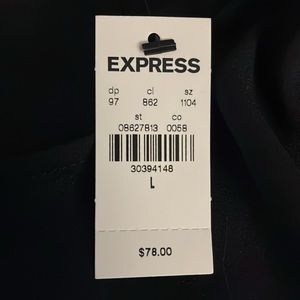 EXPRESS
dp cl sz
97 862 1104
st co
08627813 0058
30394148
L
$78.00